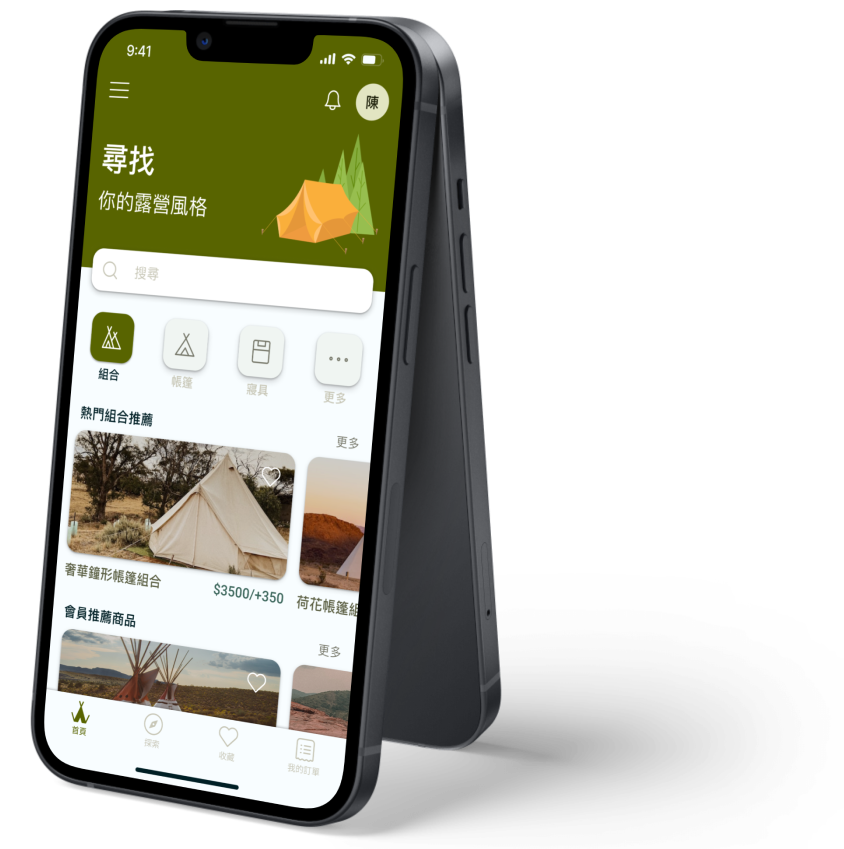 9:41
陳
尋找
你的露營風格
搜尋
組合
帳篷
寢具
更多
熱門組合推薦
更多
奢華鐘形帳篷組合
$3500/+350
荷花帳篷組
會員推薦商品
更多
首頁
探索
收藏
我的訂單